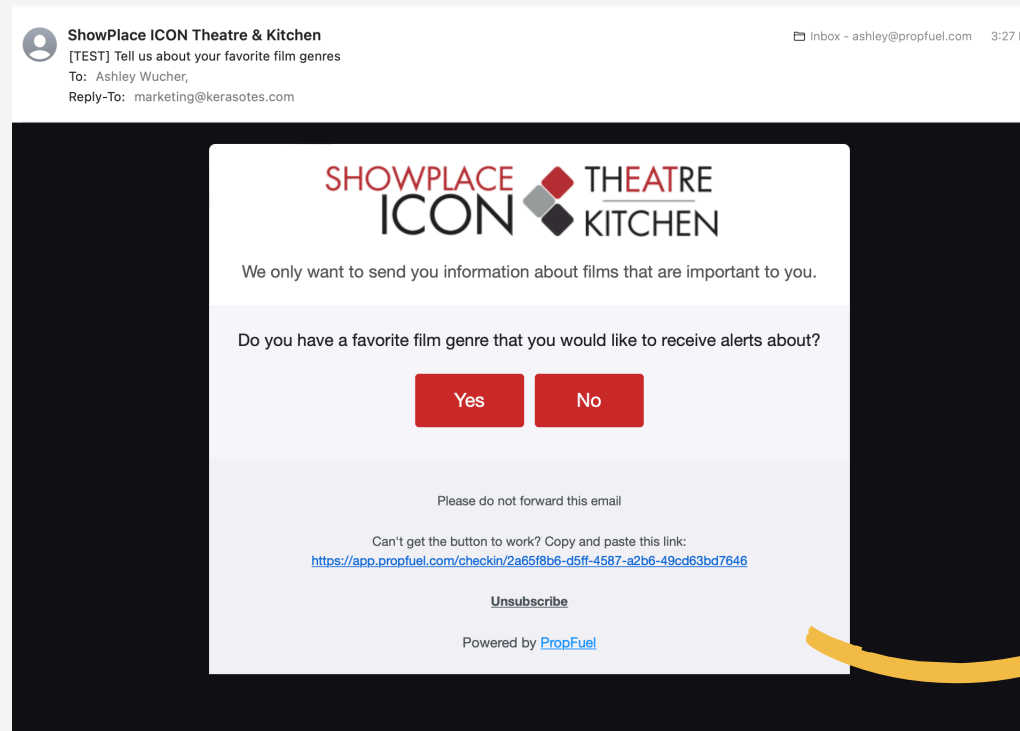 ShowPlace ICON Theatre & Kitchen
Inbox - ashley@propfuel.com 3:27
[TEST] Tell us about your favorite film genres
To: Ashley Wucher,
Reply-To: marketing@kerasotes.com
SHOWPLACE ICON
THEATRE KITCHEN
We only want to send you information about films that are important to you.
Do you have a favorite film genre that you would like to receive alerts about?
Yes No
Please do not forward this email
Can't get the button to work? Copy and paste this link:
https://app.propfuel.com/checkin/2a65f8b6-d5ff-4587-a2b6-49cd63bd7646
Unsubscribe
Powered by PropFuel